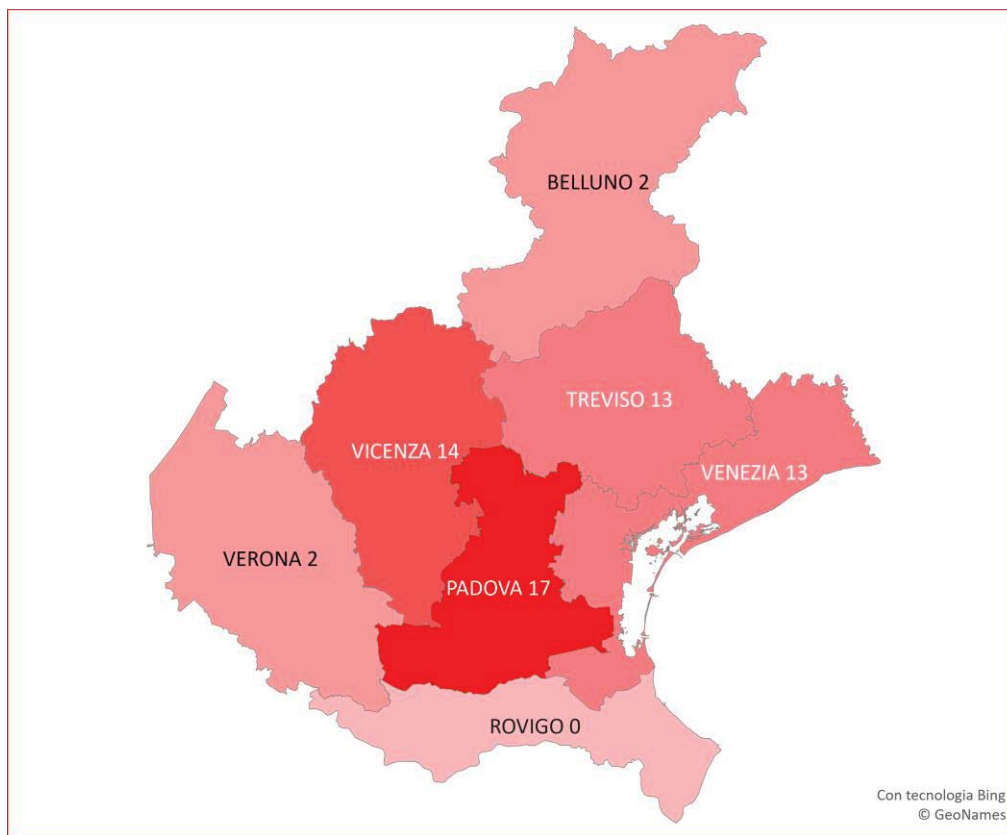 BELLUNO 2
TREVISO 13
VICENZA 14
VENEZIA 13
VERONA 2
PADOVA 17
ROVIGO 0
Con tecnologia Bing
© GeoNames